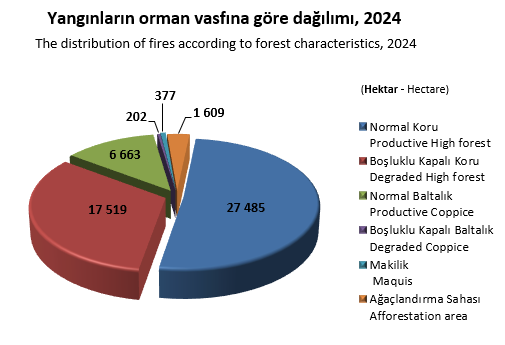 Yangınların orman vasfına göre dağılımı, 2024
The distribution of fires according to forest characteristics, 2024
(Hektar - Hectare)
377
202
1 609
6 663
17 519
27 485
Normal Koru
Productive High forest
Boşluklu Kapalı Koru
Degraded High forest
Normal Baltalık
Productive Coppice
Boşluklu Kapalı Baltalık
Degraded Coppice
Makilik
Maquis
Ağaçlandırma Sahası
Afforestation area